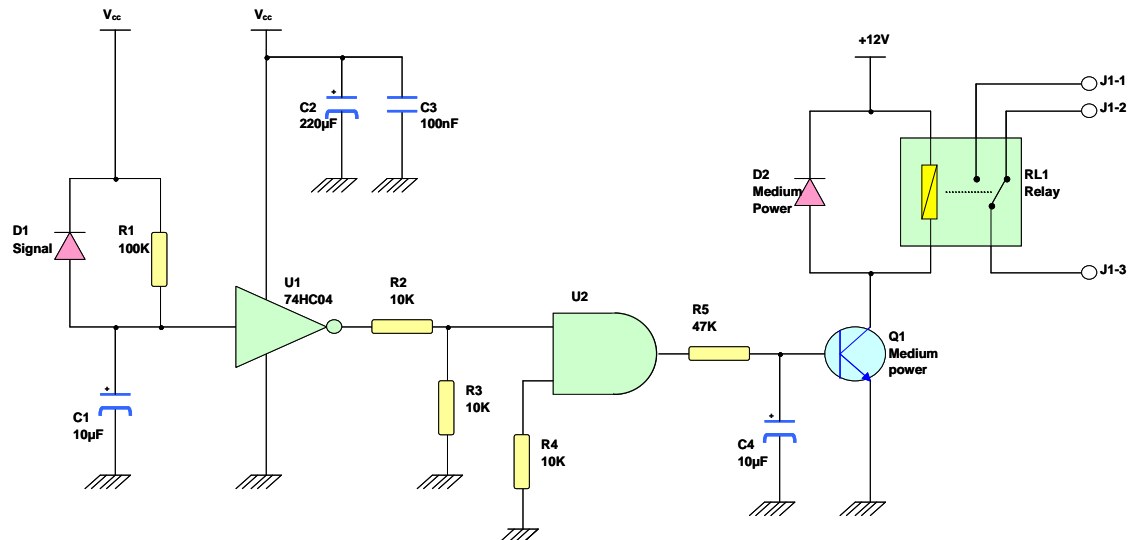 Vcc
Vcc
+12V
C2
220µF
C3
100nF
J1-1
J1-2
D2
Medium
Power
RL1
Relay
D1
Signal
R1
100K
J1-3
U1
74HC04
R2
10K
U2
R5
47K
Q1
Medium
power
C1
10µF
R3
10K
R4
10K
C4
10µF
+
+
+